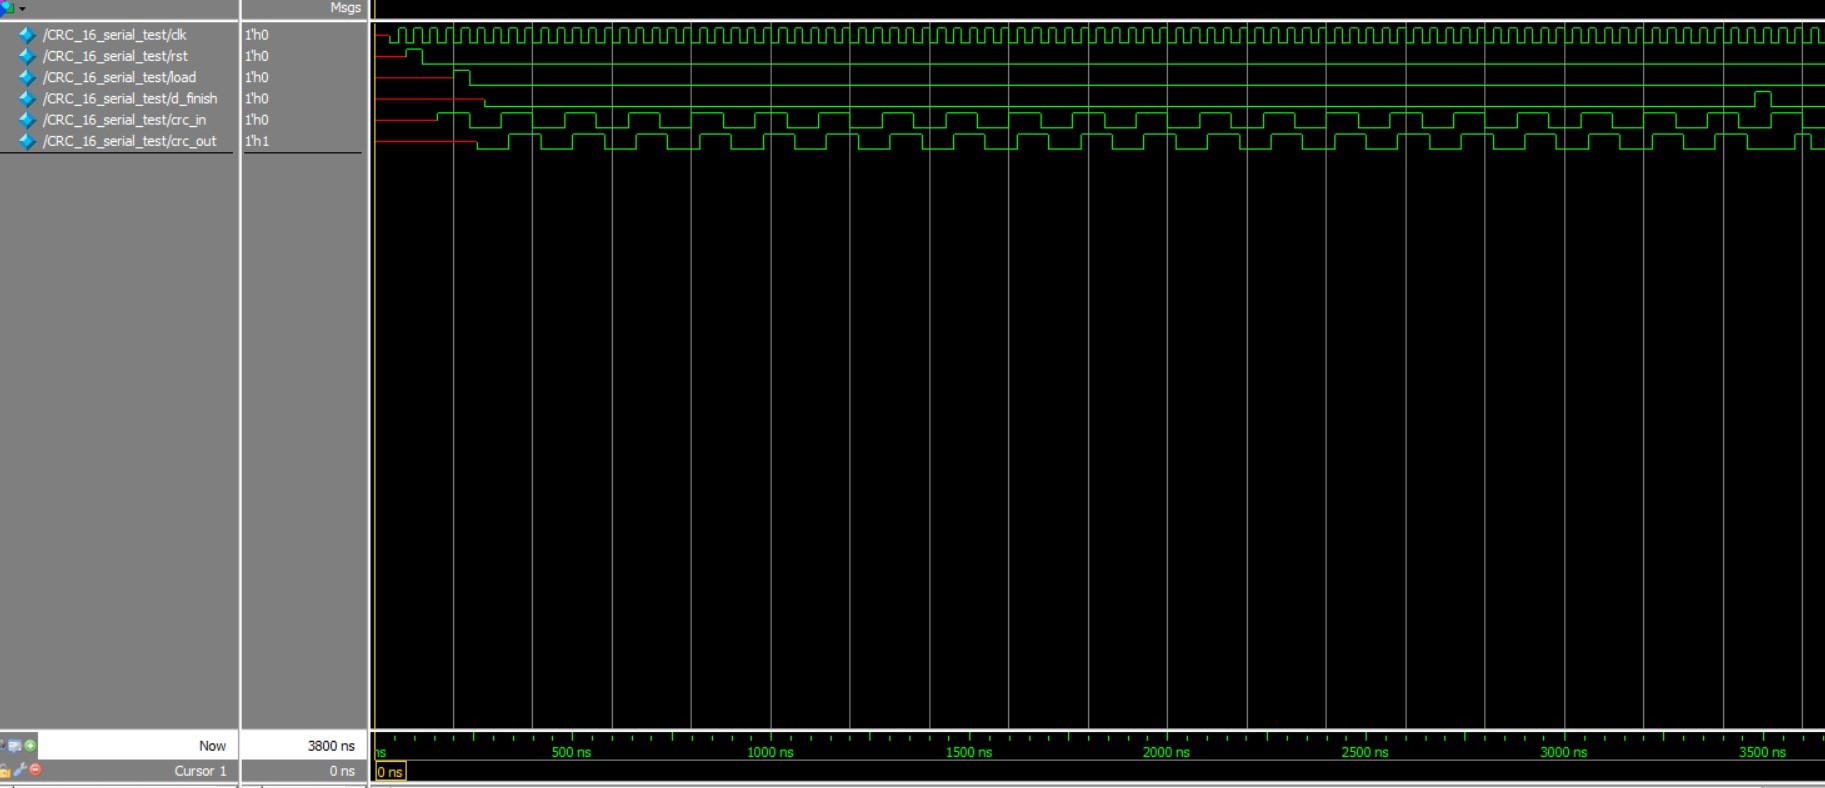 Msgs
/CRC_16_serial_test/clk 1'h0
/CRC_16_serial_test/rst 1'h0
/CRC_16_serial_test/load 1'h0
/CRC_16_serial_test/d_finish 1'h0
/CRC_16_serial_test/crc_in 1'h0
/CRC_16_serial_test/crc_out 1'h1
Now 3800 ns ns 500 ns 1000 ns 1500 ns 2000 ns 2500 ns 3000 ns 3500 ns
Cursor 1 0 ns 0 ns